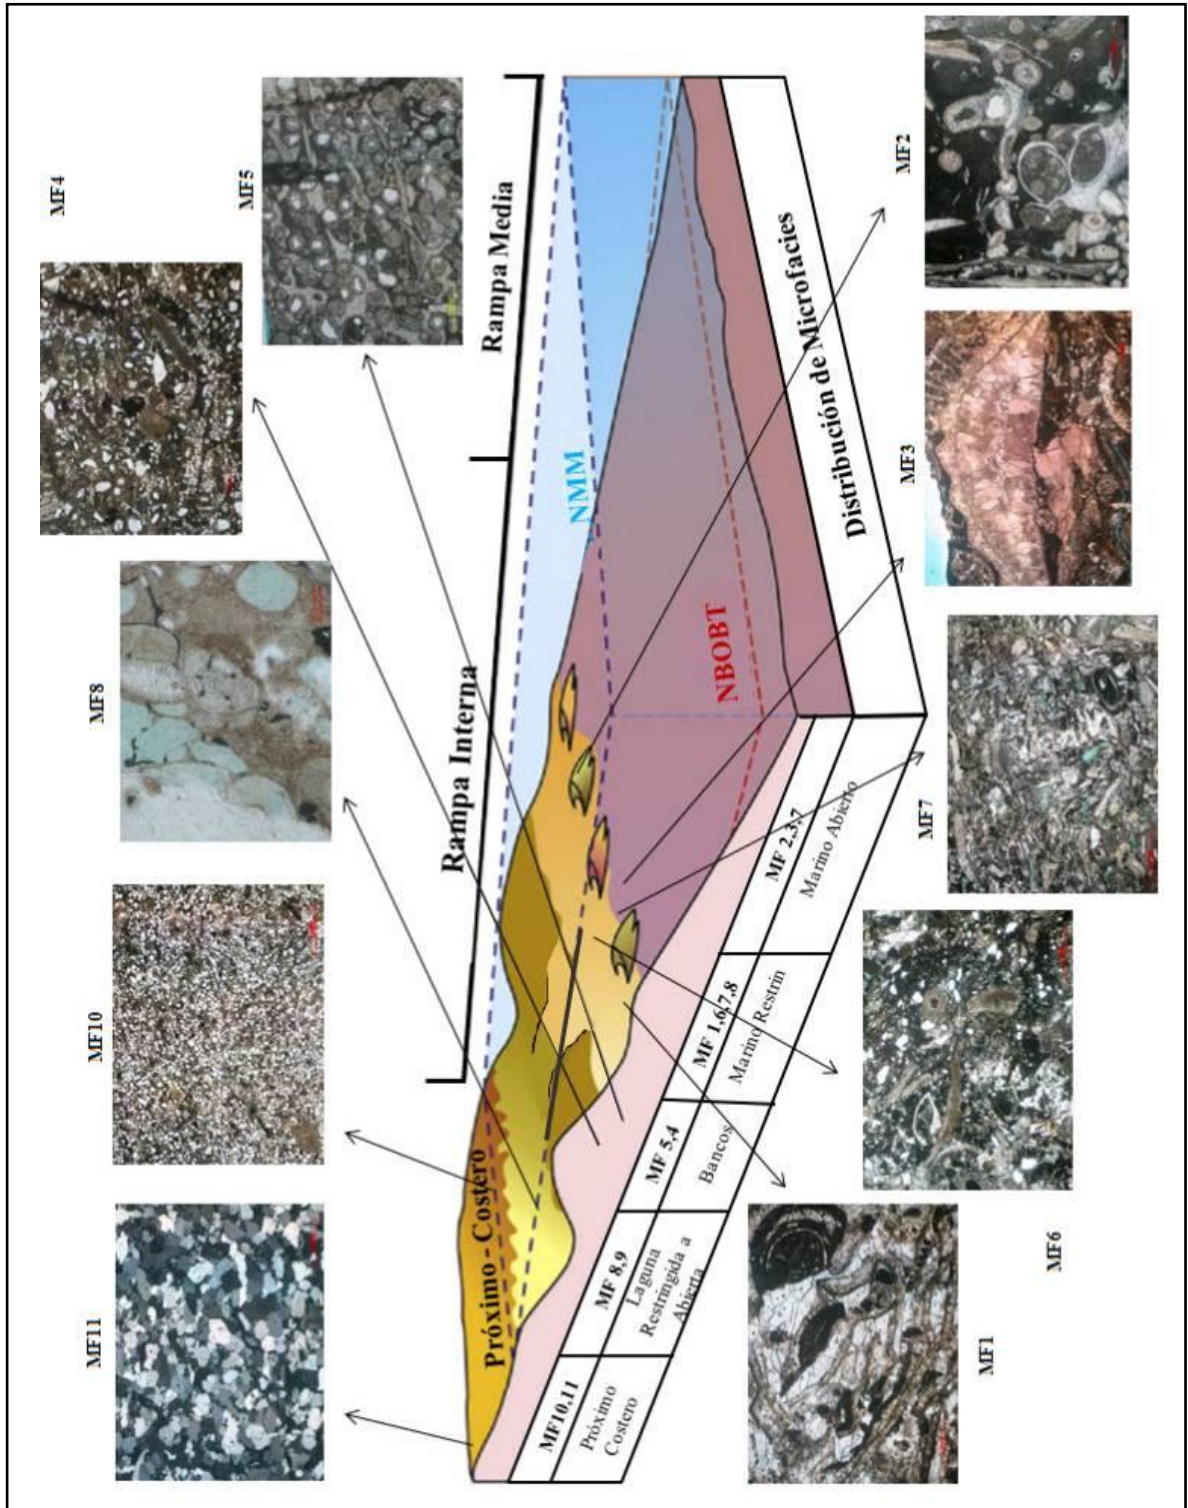 MF4
MF5
MF8
MF10
MF11
Rampa Media
Rampa Interna
Próximo - Costero
NMM
NBOBT
Distribución de Microfacies
MF10,11
Próximo
Costero
MF 8,9
Laguna
Restringida a
Abierta
MF 5,4
Bancos
MF 1,6,7,8
Marino Restrin
MF 2,3,7
Marino Abierto
MF2
MF3
MF7
MF6
MF1